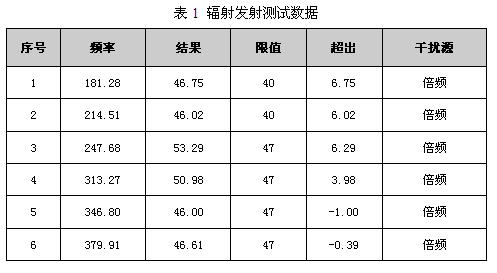 表 1 辐射发射测试数据
序号 频率 结果 限值 超出 干扰源
1 181.28 46.75 40 6.75 倍频
2 214.51 46.02 40 6.02 倍频
3 247.68 53.29 47 6.29 倍频
4 313.27 50.98 47 3.98 倍频
5 346.80 46.00 47 -1.00 倍频
6 379.91 46.61 47 -0.39 倍频